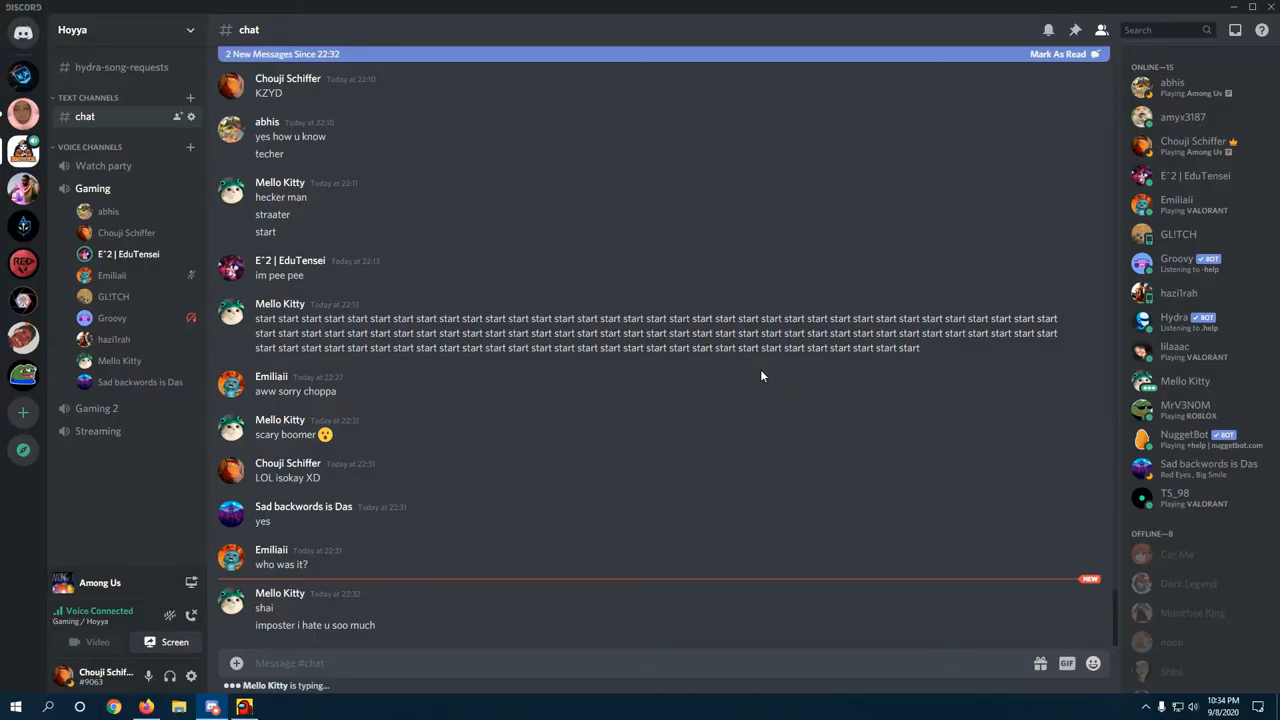 DISCORD
Hoyya
# chat
Search
2 New Messages Since 22:32
Mark As Read
# hydra-song-requests
TEXT CHANNELS
# chat
VOICE CHANNELS
Watch party
Gaming
abhis
Chouji Schiffer
E^2 | EduTensei
Emiliaii
GL!TCH
Groovy
hazi1rah
Mello Kitty
Sad backwords is Das
Gaming 2
Streaming
Among Us
Voice Connected
Gaming / Hoyya
Video
Screen
Chouji Schif...
#9063
Chouji Schiffer Today at 22:10
KZYD
abhis Today at 22:10
yes how u know
techer
Mello Kitty Today at 22:11
hecker man
straater
start
E^2 | EduTensei Today at 22:13
im pee pee
Mello Kitty Today at 22:13
start start start start start start start start start start start start start start start start start start start start start start start start start start start start start start start start start start start
start start start start start start start start start start start start start start start start start start start start start start start start start start start start start start start start start start start
start start start start start start start start start start start start start start start start start start start start start start start start start start start start start
Emiliaii Today at 22:27
aww sorry choppa
Mello Kitty Today at 22:31
scary boomer 😮
Chouji Schiffer Today at 22:31
LOL isokay XD
Sad backwords is Das Today at 22:31
yes
Emiliaii Today at 22:31
who was it?
NEW
Mello Kitty Today at 22:32
shai
imposter i hate u soo much
Message #chat
GIF
Mello Kitty is typing...
ONLINE—15
abhis
Playing Among Us
amyx3187
Chouji Schiffer
Playing Among Us
E^2 | EduTensei
Emiliaii
Playing VALORANT
GL!TCH
Groovy BOT
Listening to -help
hazi1rah
Hydra BOT
Listening to .help
lilaaac
Playing VALORANT
Mello Kitty
MrV3N0M
Playing ROBLOX
NuggetBot BOT
Playing +help | nuggetbot.com
Sad backwords is Das
Red Eyes , Big Smile
TS_98
Playing VALORANT
OFFLINE—8
Car Me
Dark Legend
Munchee King
noob
Shini
10:34 PM
9/8/2020